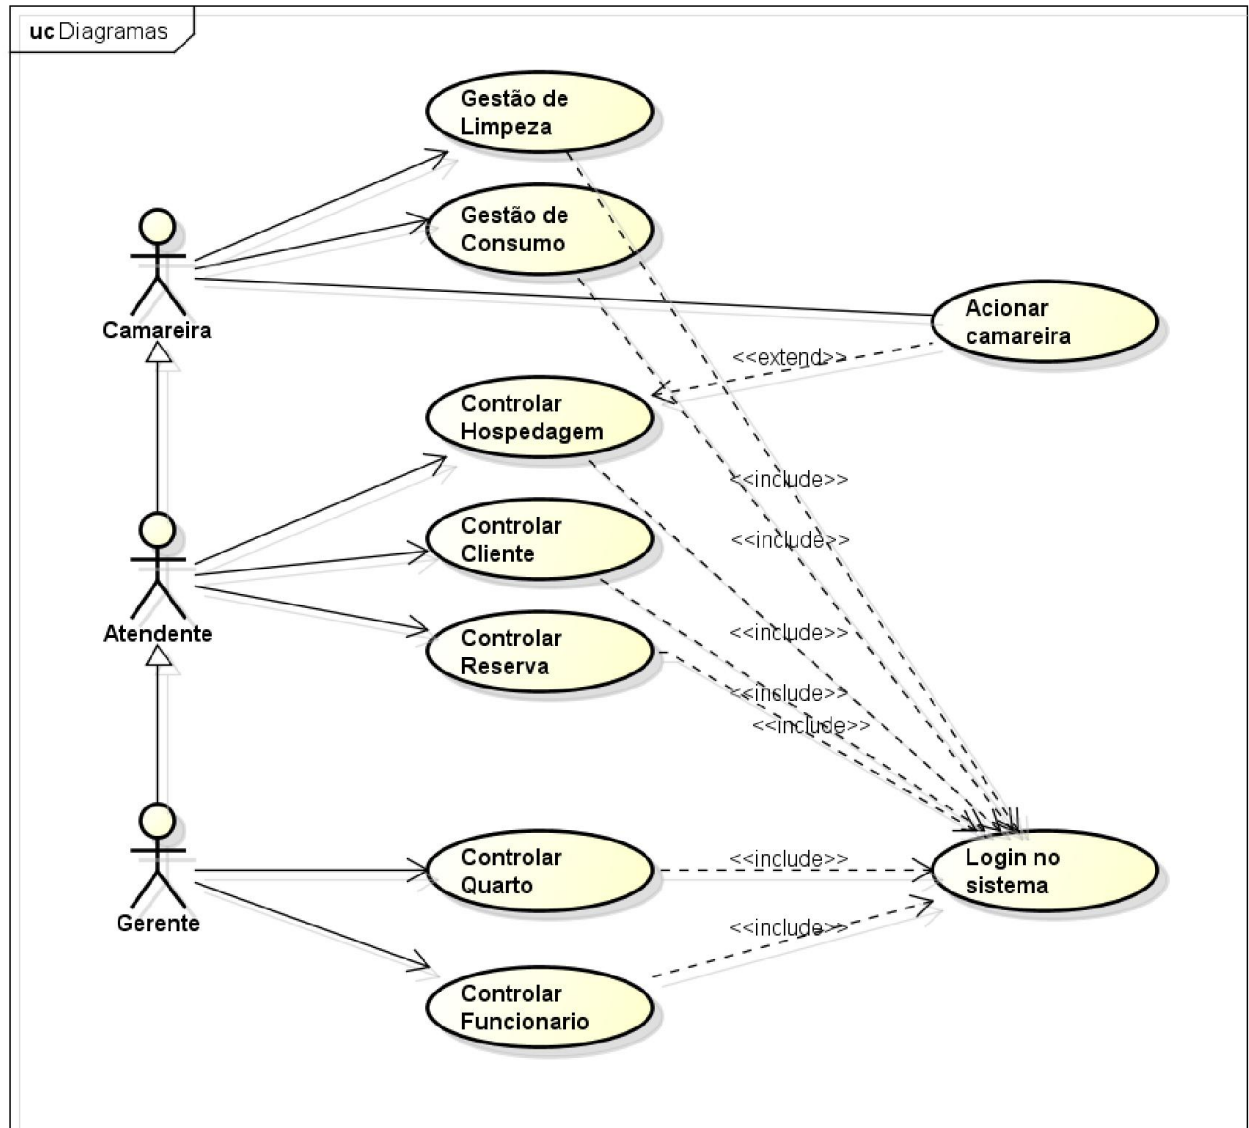 uc Diagramas
Gestão de
Limpeza
Gestão de
Consumo
Camareira
Acionar
camareira
<<extend>>
Controlar
Hospedagem
<<include>>
Controlar
Cliente
<<include>>
Atendente
Controlar
Reserva
<<include>>
<<include>>
<<include>>
Gerente
Controlar
Quarto
<<include>>
Login no
sistema
<<include>>
Controlar
Funcionario